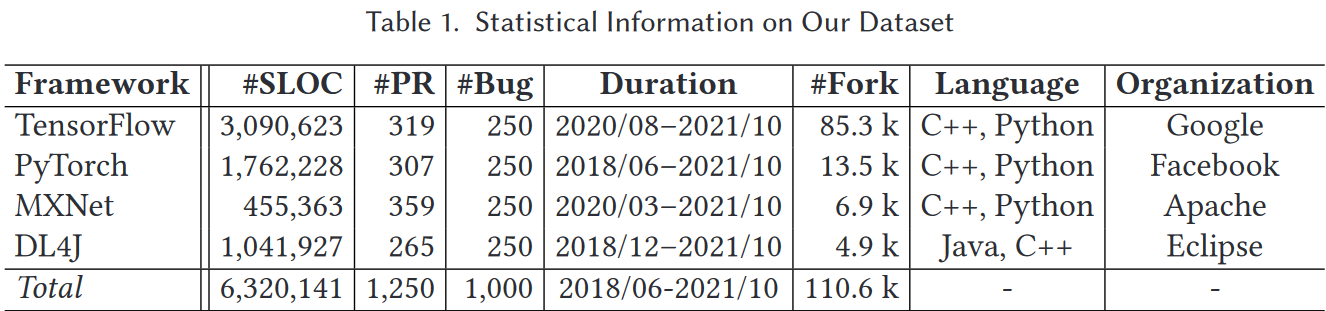 Table 1. Statistical Information on Our Dataset
Framework #SLOC #PR #Bug Duration #Fork Language Organization
TensorFlow 3,090,623 319 250 2020/08–2021/10 85.3 k C++, Python Google
PyTorch 1,762,228 307 250 2018/06–2021/10 13.5 k C++, Python Facebook
MXNet 455,363 359 250 2020/03–2021/10 6.9 k C++, Python Apache
DL4J 1,041,927 265 250 2018/12–2021/10 4.9 k Java, C++ Eclipse
Total 6,320,141 1,250 1,000 2018/06-2021/10 110.6 k - -